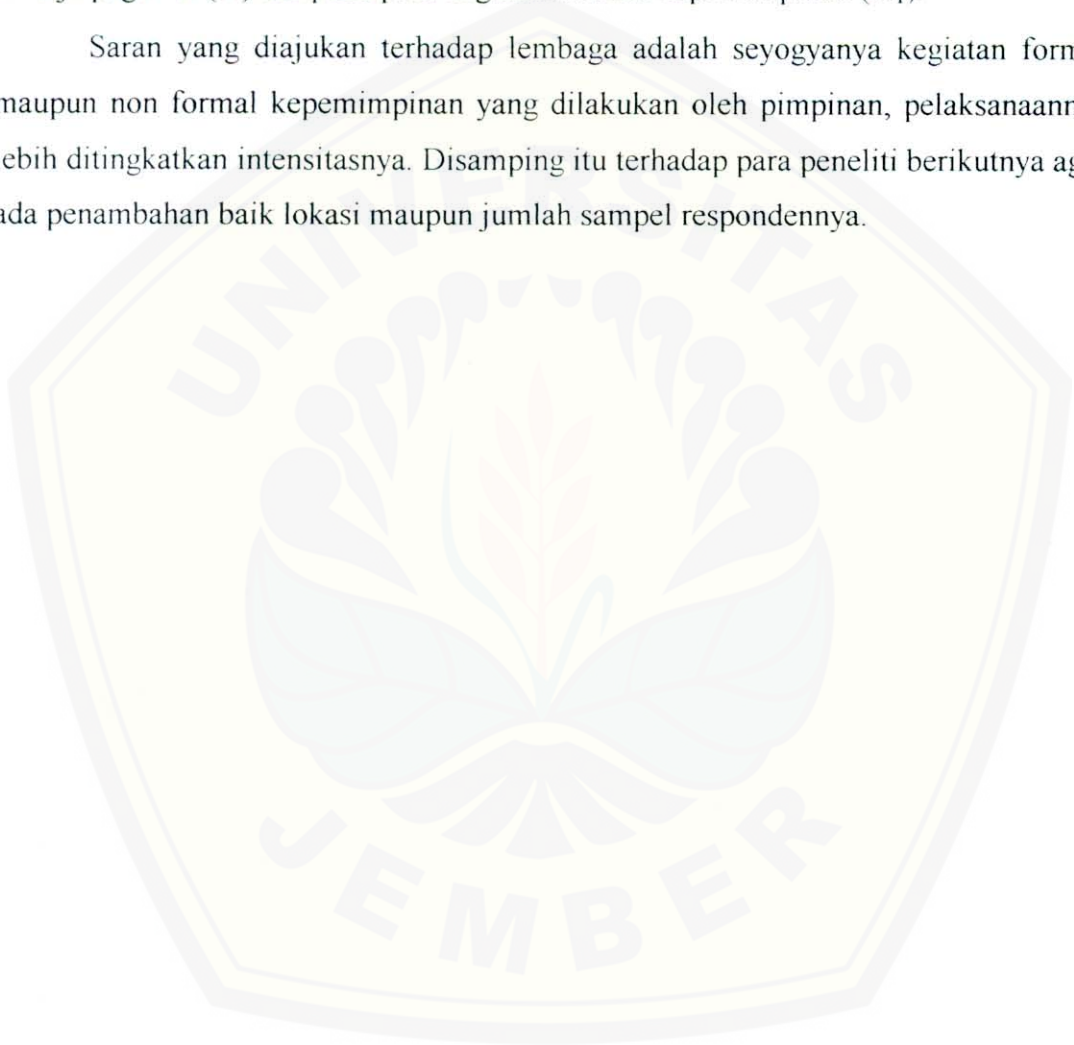 Saran yang diajukan terhadap lembaga adalah seyogyanya kegiatan form
maupun non formal kepemimpinan yang dilakukan oleh pimpinan, pelaksanaann
ebih ditingkatkan intensitasnya. Disamping itu terhadap para peneliti berikutnya ag
ada penambahan baik lokasi maupun jumlah sampel respondennya.
UNIVERSITAS
JEMBER